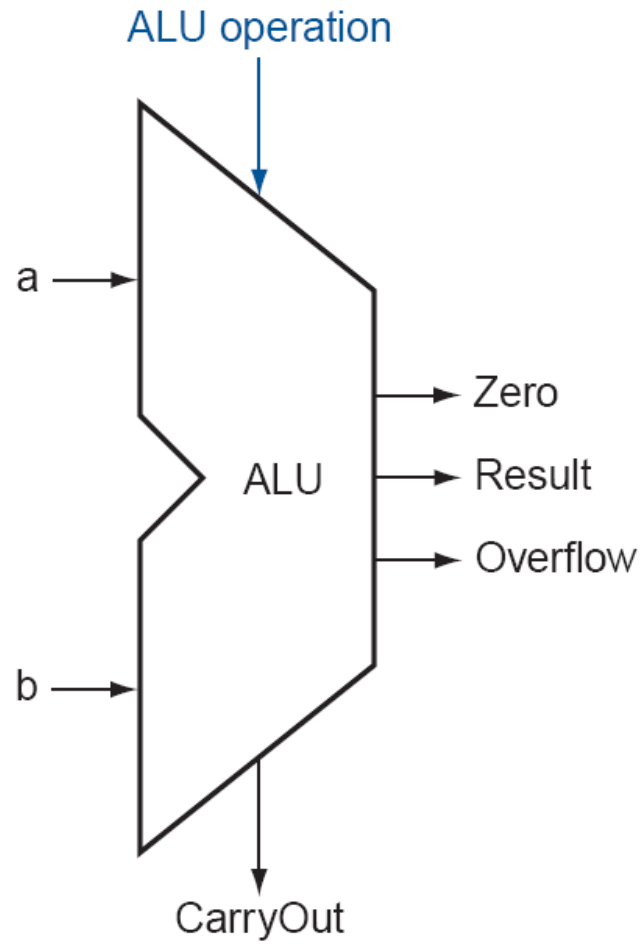 ALU operation
a
Zero
ALU
Result
Overflow
b
CarryOut